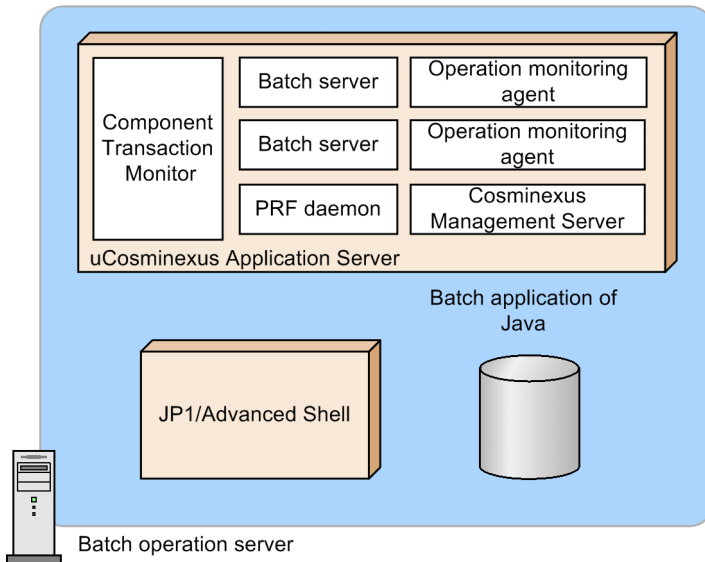 Component
Transaction
Monitor
Batch server
Operation monitoring
agent
Batch server
Operation monitoring
agent
PRF daemon
Cosminexus
Management Server
uCosminexus Application Server
Batch application of
Java
JP1/Advanced Shell
Batch operation server